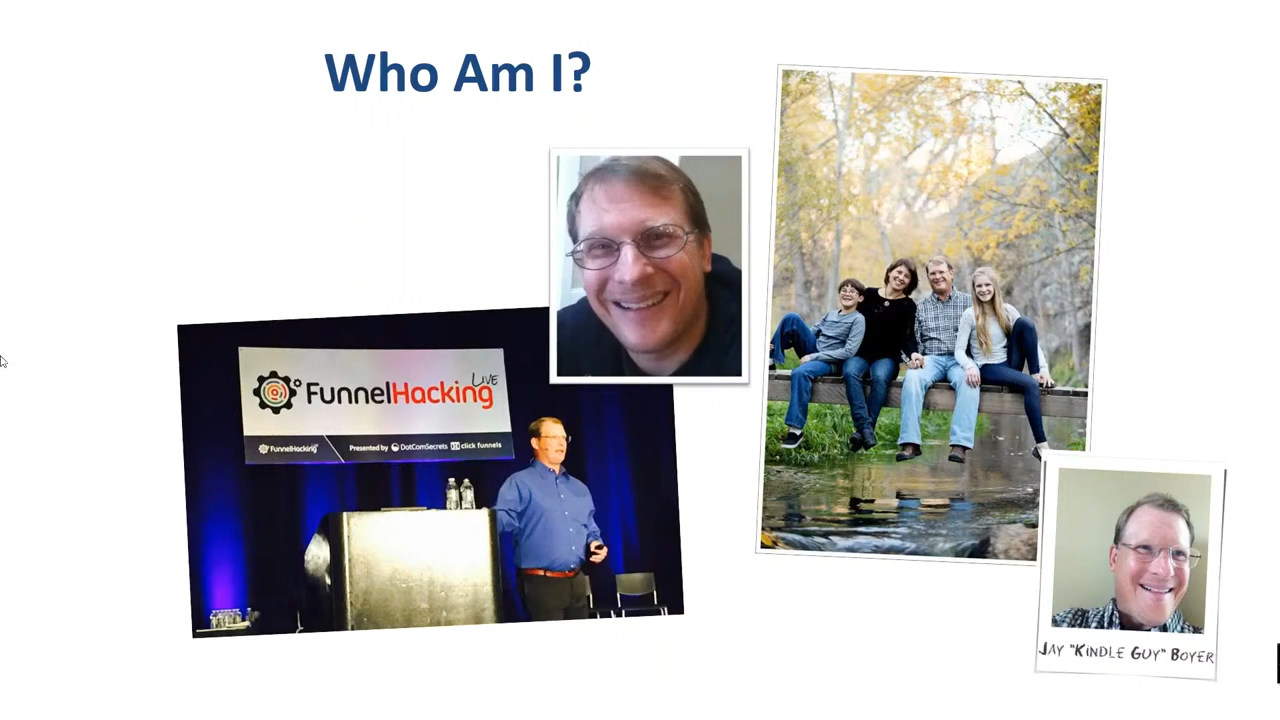 Who Am I?
LIVE
FunnelHacking
FunnelHacking
Presented by DotComSecrets click funnels
Jay "Kindle Guy" Boyer